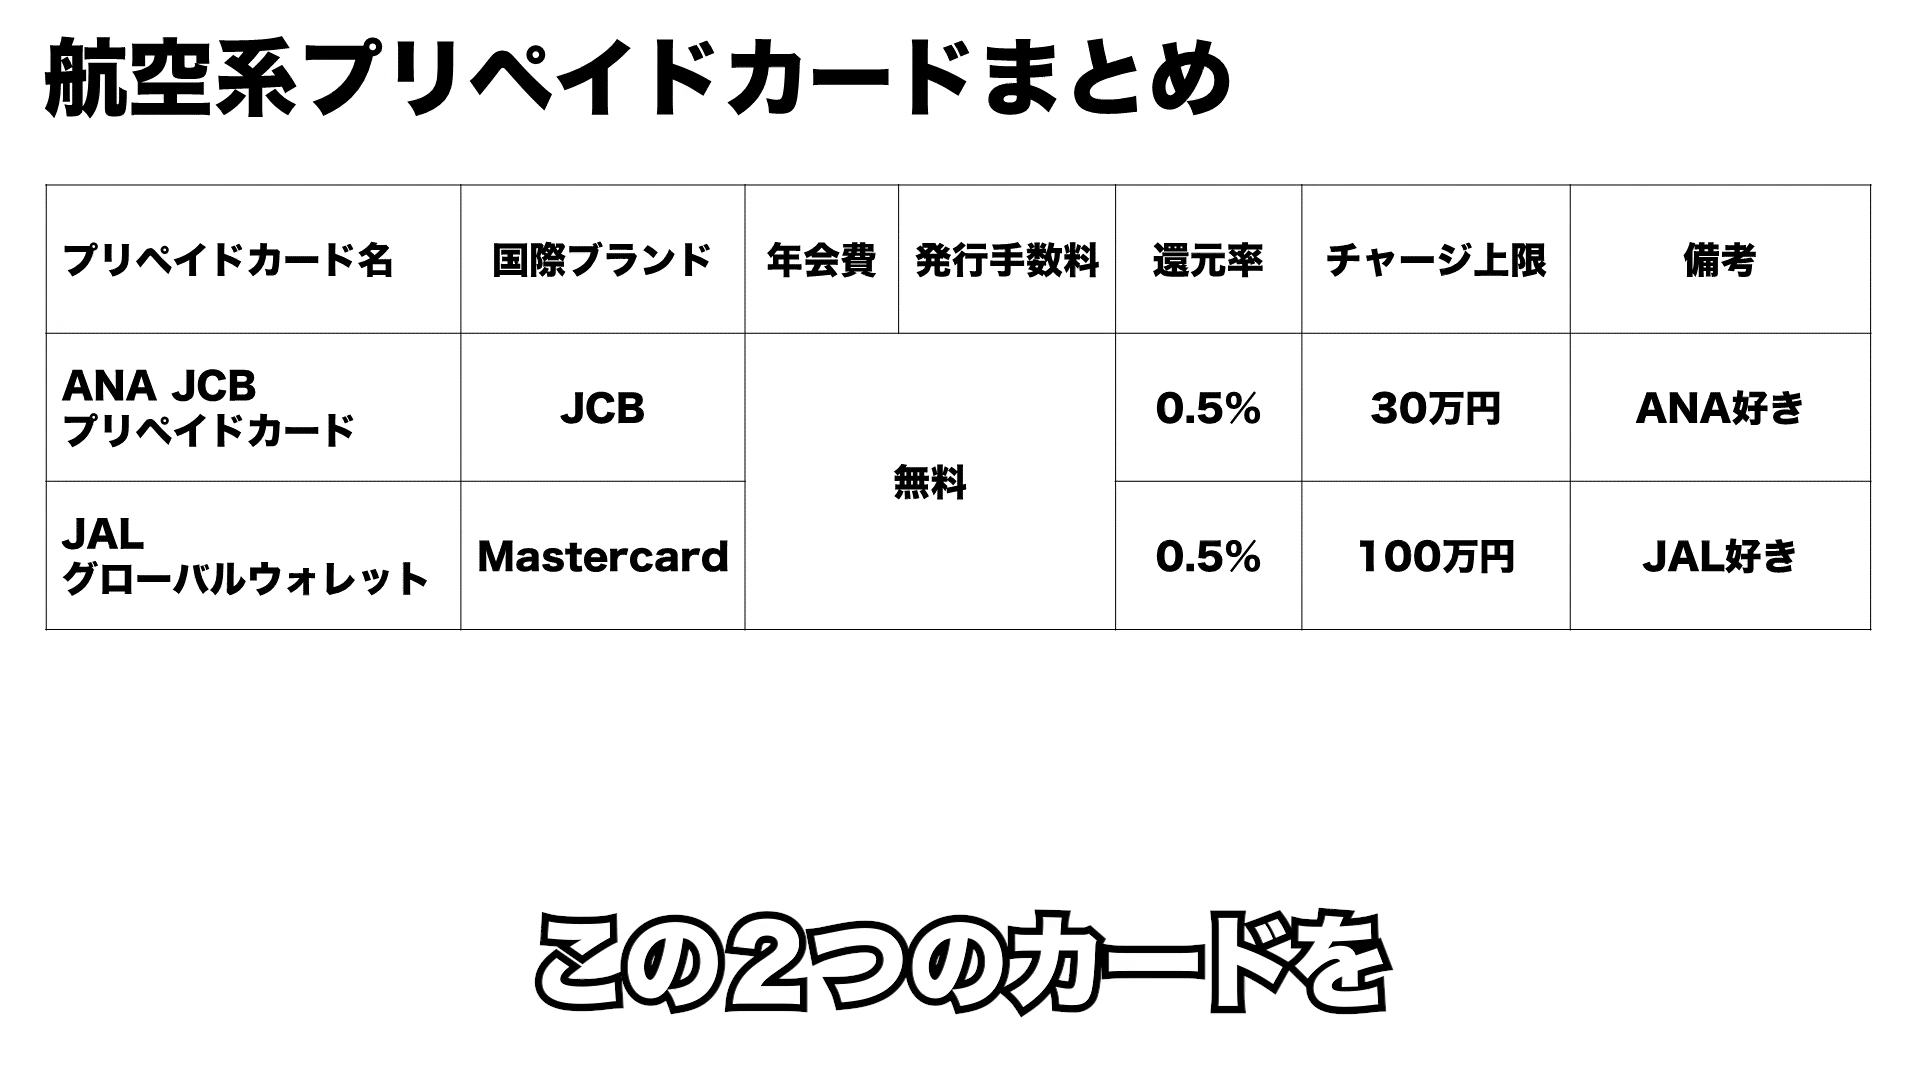 航空系プリペイドカードまとめ
プリペイドカード名 国際ブランド 年会費 発行手数料 還元率 チャージ上限 備考
ANA JCB
プリペイドカード
JCB
0.5%
30万円
ANA好き
無料
JAL
グローバルウォレット
Mastercard
0.5%
100万円
JAL好き
この2つのカードを